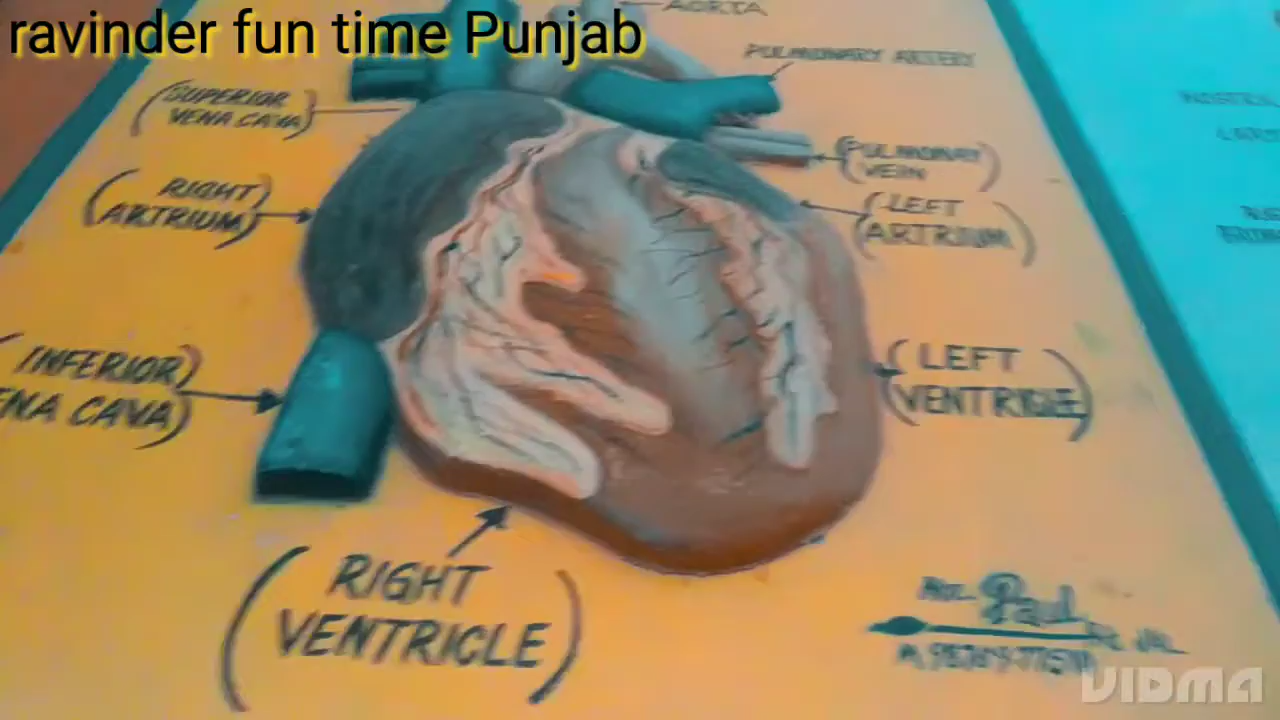 ravinder fun time Punjab
AORTA
PULMONARY ARTERY
(SUPERIOR
VENA CAVA)
(PULMONARY
VEIN)
(RIGHT
ARTRIUM)
(LEFT
ARTRIUM)
(INFERIOR
ENA CAVA)
(LEFT
VENTRICLE)
(RIGHT
VENTRICLE)
Paul
VIDMA